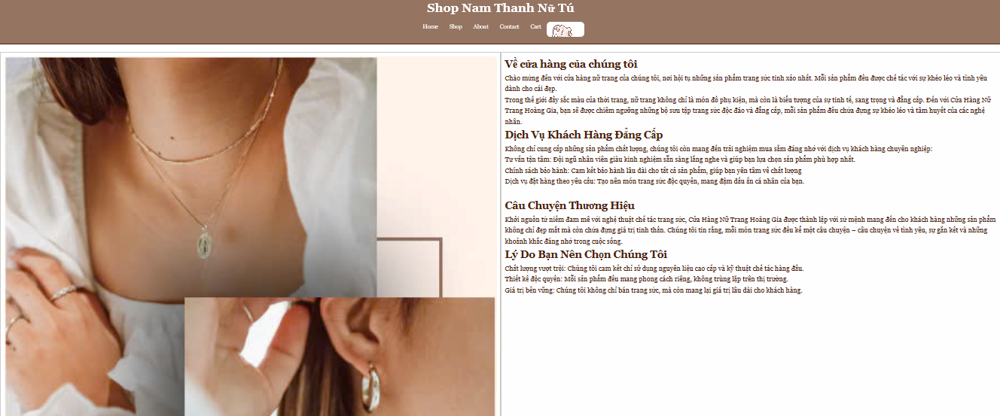 Shop Nam Thanh Nữ Tú
Home Shop About Contact Cart
Về cửa hàng của chúng tôi
Chào mừng đến với cửa hàng nữ trang của chúng tôi, nơi hội tụ những sản phẩm trang sức tinh xảo nhất. Mỗi sản phẩm đều được chế tác với sự khéo léo và tình yêu
dành cho cái đẹp.
Trong thế giới đầy sắc màu của thời trang, nữ trang không chỉ là món đồ phụ kiện, mà còn là biểu tượng của sự tinh tế, sang trọng và đẳng cấp. Đến với Cửa Hàng Nữ
Trang Hoàng Gia, bạn sẽ được chiêm ngưỡng những bộ sưu tập trang sức độc đáo và đẳng cấp, mỗi sản phẩm đều chứa đựng sự khéo léo và tâm huyết của các nghệ
nhân.
Dịch Vụ Khách Hàng Đẳng Cấp
Không chỉ cung cấp những sản phẩm chất lượng, chúng tôi còn mang đến trải nghiệm mua sắm đáng nhớ với dịch vụ khách hàng chuyên nghiệp:
Tư vấn tận tâm: Đội ngũ nhân viên giàu kinh nghiệm sẵn sàng lắng nghe và giúp bạn lựa chọn sản phẩm phù hợp nhất.
Chính sách bảo hành: Cam kết bảo hành lâu dài cho tất cả sản phẩm, giúp bạn yên tâm về chất lượng
Dịch vụ đặt hàng theo yêu cầu: Tạo nên món trang sức độc quyền, mang đậm dấu ấn cá nhân của bạn.
Câu Chuyện Thương Hiệu
Khởi nguồn từ niềm đam mê với nghệ thuật chế tác trang sức, Cửa Hàng Nữ Trang Hoàng Gia được thành lập với sứ mệnh mang đến cho khách hàng những sản phẩm
không chỉ đẹp mắt mà còn chứa đựng giá trị tinh thần. Chúng tôi tin rằng, mỗi món trang sức đều kể một câu chuyện – câu chuyện về tình yêu, sự gắn kết và những
khoảnh khắc đáng nhớ trong cuộc sống.
Lý Do Bạn Nên Chọn Chúng Tôi
Chất lượng vượt trội: Chúng tôi cam kết chỉ sử dụng nguyên liệu cao cấp và kỹ thuật chế tác hàng đầu.
Thiết kế độc quyền: Mỗi sản phẩm đều mang phong cách riêng, không trùng lặp trên thị trường.
Giá trị bền vững: Chúng tôi không chỉ bán trang sức, mà còn mang lại giá trị lâu dài cho khách hàng.